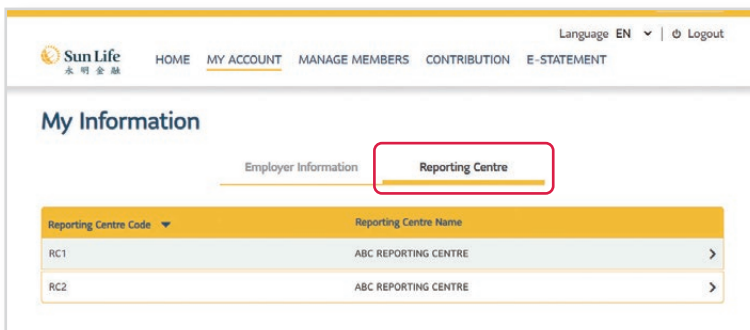 Language EN | Logout
Sun Life
永明金融
HOME MY ACCOUNT MANAGE MEMBERS CONTRIBUTION E-STATEMENT
My Information
Employer Information Reporting Centre
Reporting Centre Code Reporting Centre Name
RC1 ABC REPORTING CENTRE
RC2 ABC REPORTING CENTRE